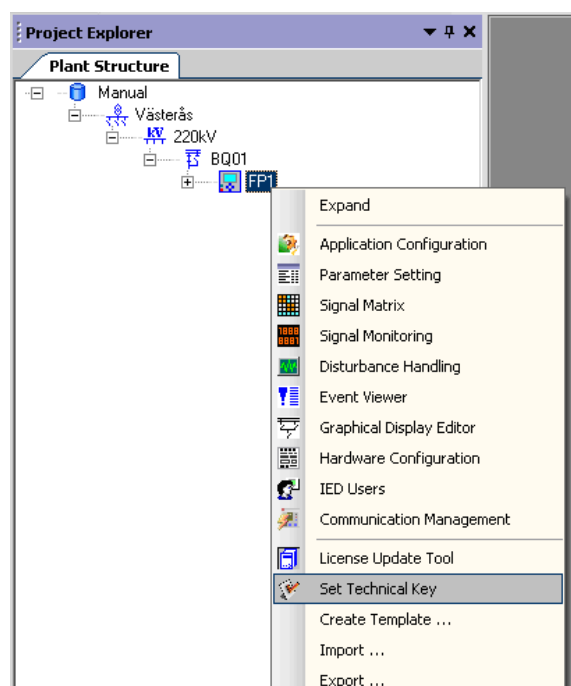 Project Explorer
Plant Structure
Manual
Västerås
kV 220kV
BQ01
FP1
Expand
Application Configuration
Parameter Setting
Signal Matrix
Signal Monitoring
Disturbance Handling
Event Viewer
Graphical Display Editor
Hardware Configuration
IED Users
Communication Management
License Update Tool
Set Technical Key
Create Template ...
Import ...
Export ...